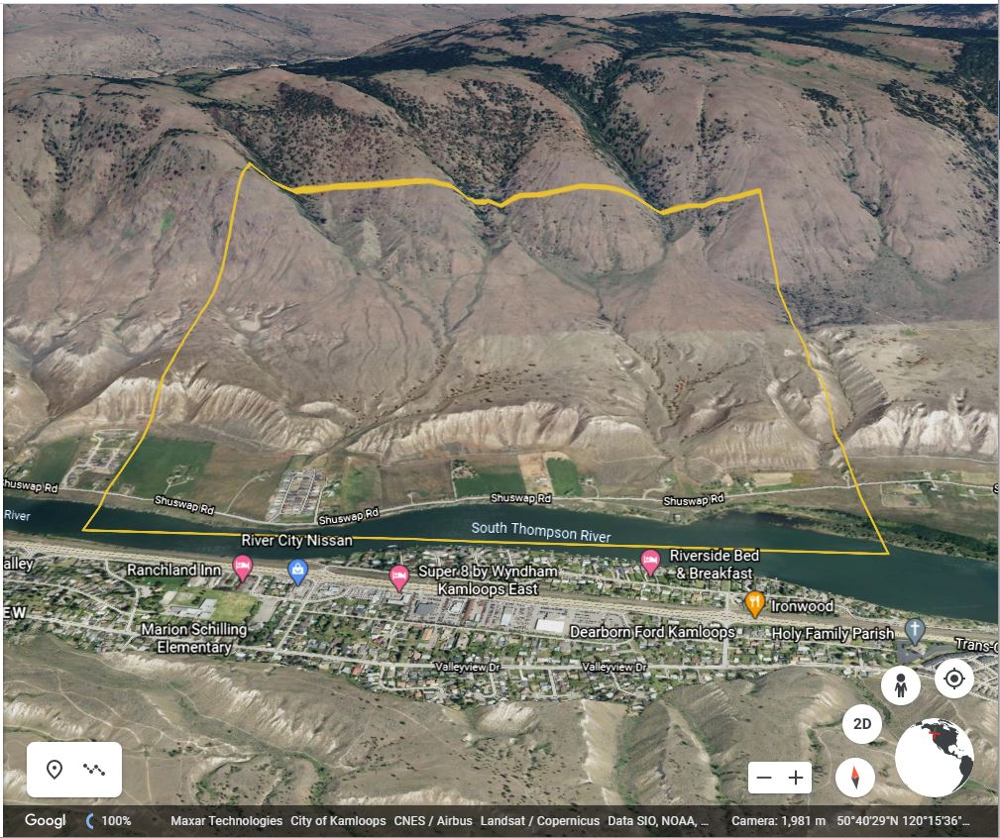 Shuswap Rd
Shuswap Rd
Shuswap Rd
Shuswap Rd
Shuswap Rd
River
South Thompson River
River City Nissan
alley
Ranchland Inn
Riverside Bed
& Breakfast
Super 8 by Wyndham
Kamloops East
EW
Ironwood
Marion Schilling
Elementary
Dearborn Ford Kamloops
Holy Family Parish
Trans-C
Valleyview Dr
Valleyview Dr
2D
Googl
100%
Maxar Technologies City of Kamloops CNES / Airbus Landsat / Copernicus Data SIO, NOAA, ...
Camera: 1,981 m 50°40'29"N 120°15'36"...